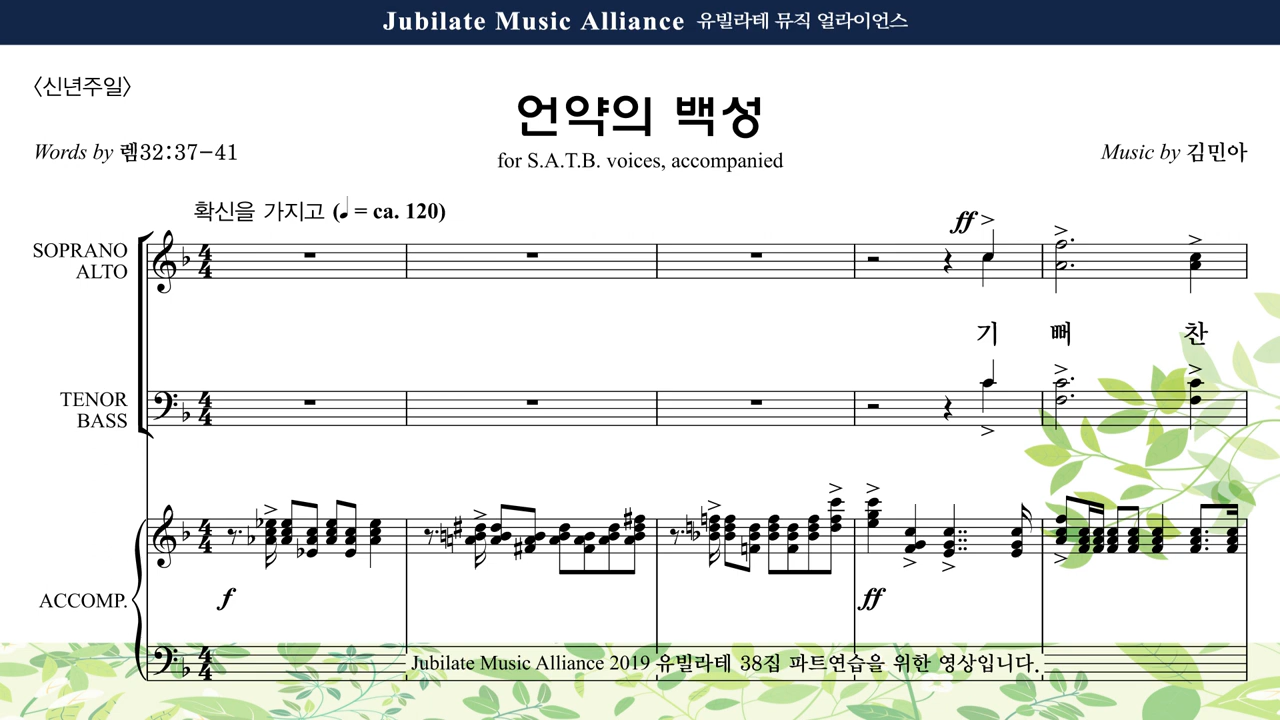 Jubilate Music Alliance 유빌라테 뮤직 얼라이언스
〈신년주일〉
언약의 백성
Words by 렘32:37-41
for S.A.T.B. voices, accompanied
Music by 김민아
확신을 가지고 (♩ = ca. 120)
ff
SOPRANO
ALTO
기 뻐 찬
TENOR
BASS
ACCOMP.
f ff
Jubilate Music Alliance 2019 유빌라테 38집 파트연습을 위한 영상입니다.